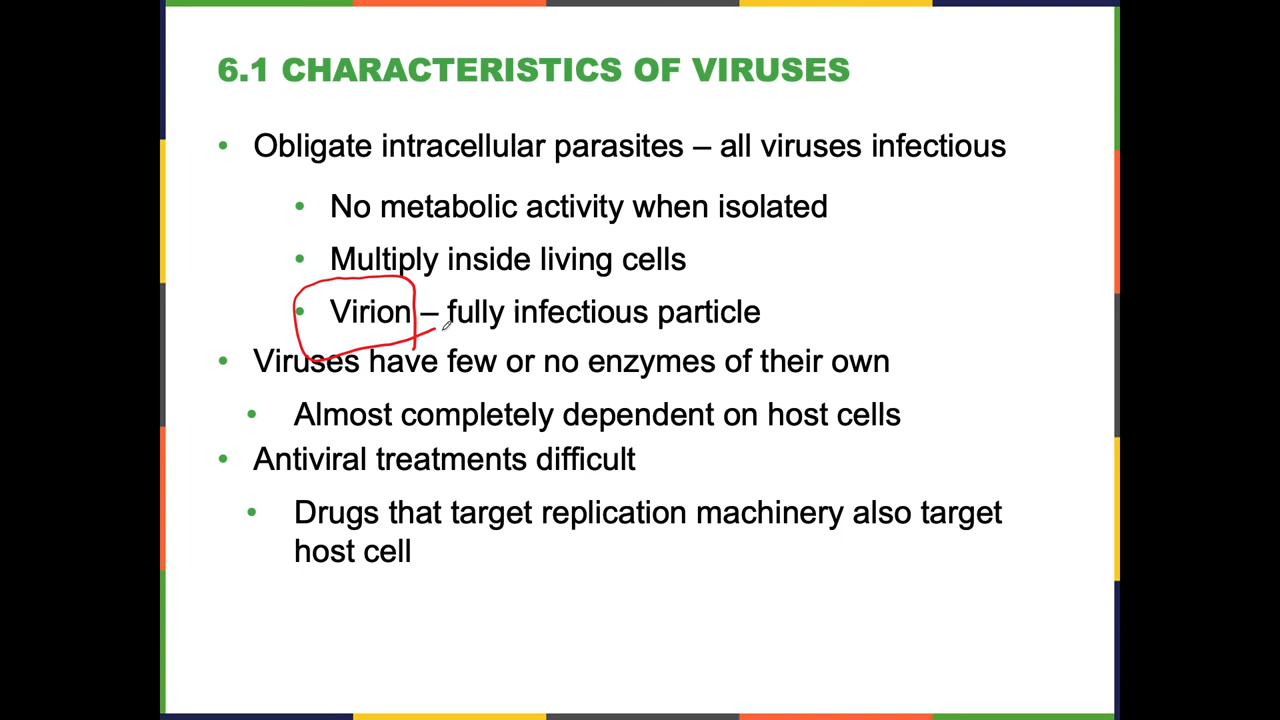 6.1 CHARACTERISTICS OF VIRUSES
• Obligate intracellular parasites – all viruses infectious
• No metabolic activity when isolated
• Multiply inside living cells
• Virion – fully infectious particle
• Viruses have few or no enzymes of their own
• Almost completely dependent on host cells
• Antiviral treatments difficult
• Drugs that target replication machinery also target
host cell